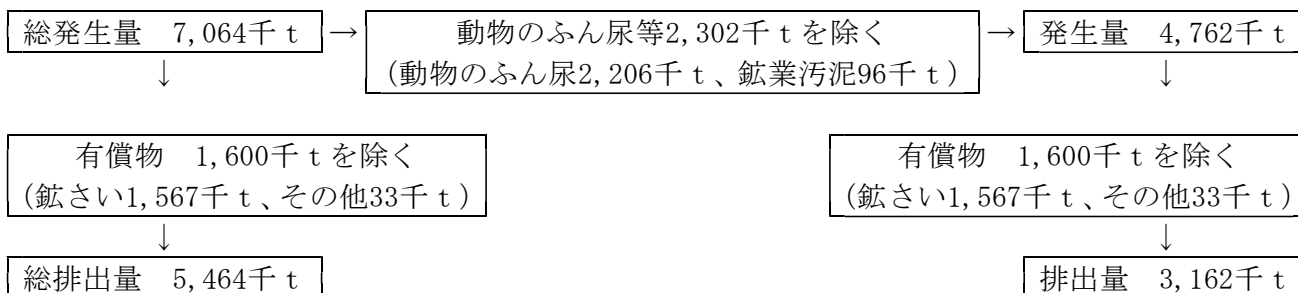 総発生量　7,064千ｔ → 動物のふん尿等2,302千ｔを除く → 発生量　4,762千ｔ
↓ (動物のふん尿2,206千ｔ、鉱業汚泥96千ｔ) ↓
有償物　1,600千ｔを除く 有償物　1,600千ｔを除く
(鉱さい1,567千ｔ、その他33千ｔ) (鉱さい1,567千ｔ、その他33千ｔ)
↓ ↓
総排出量　5,464千ｔ 排出量　3,162千ｔ